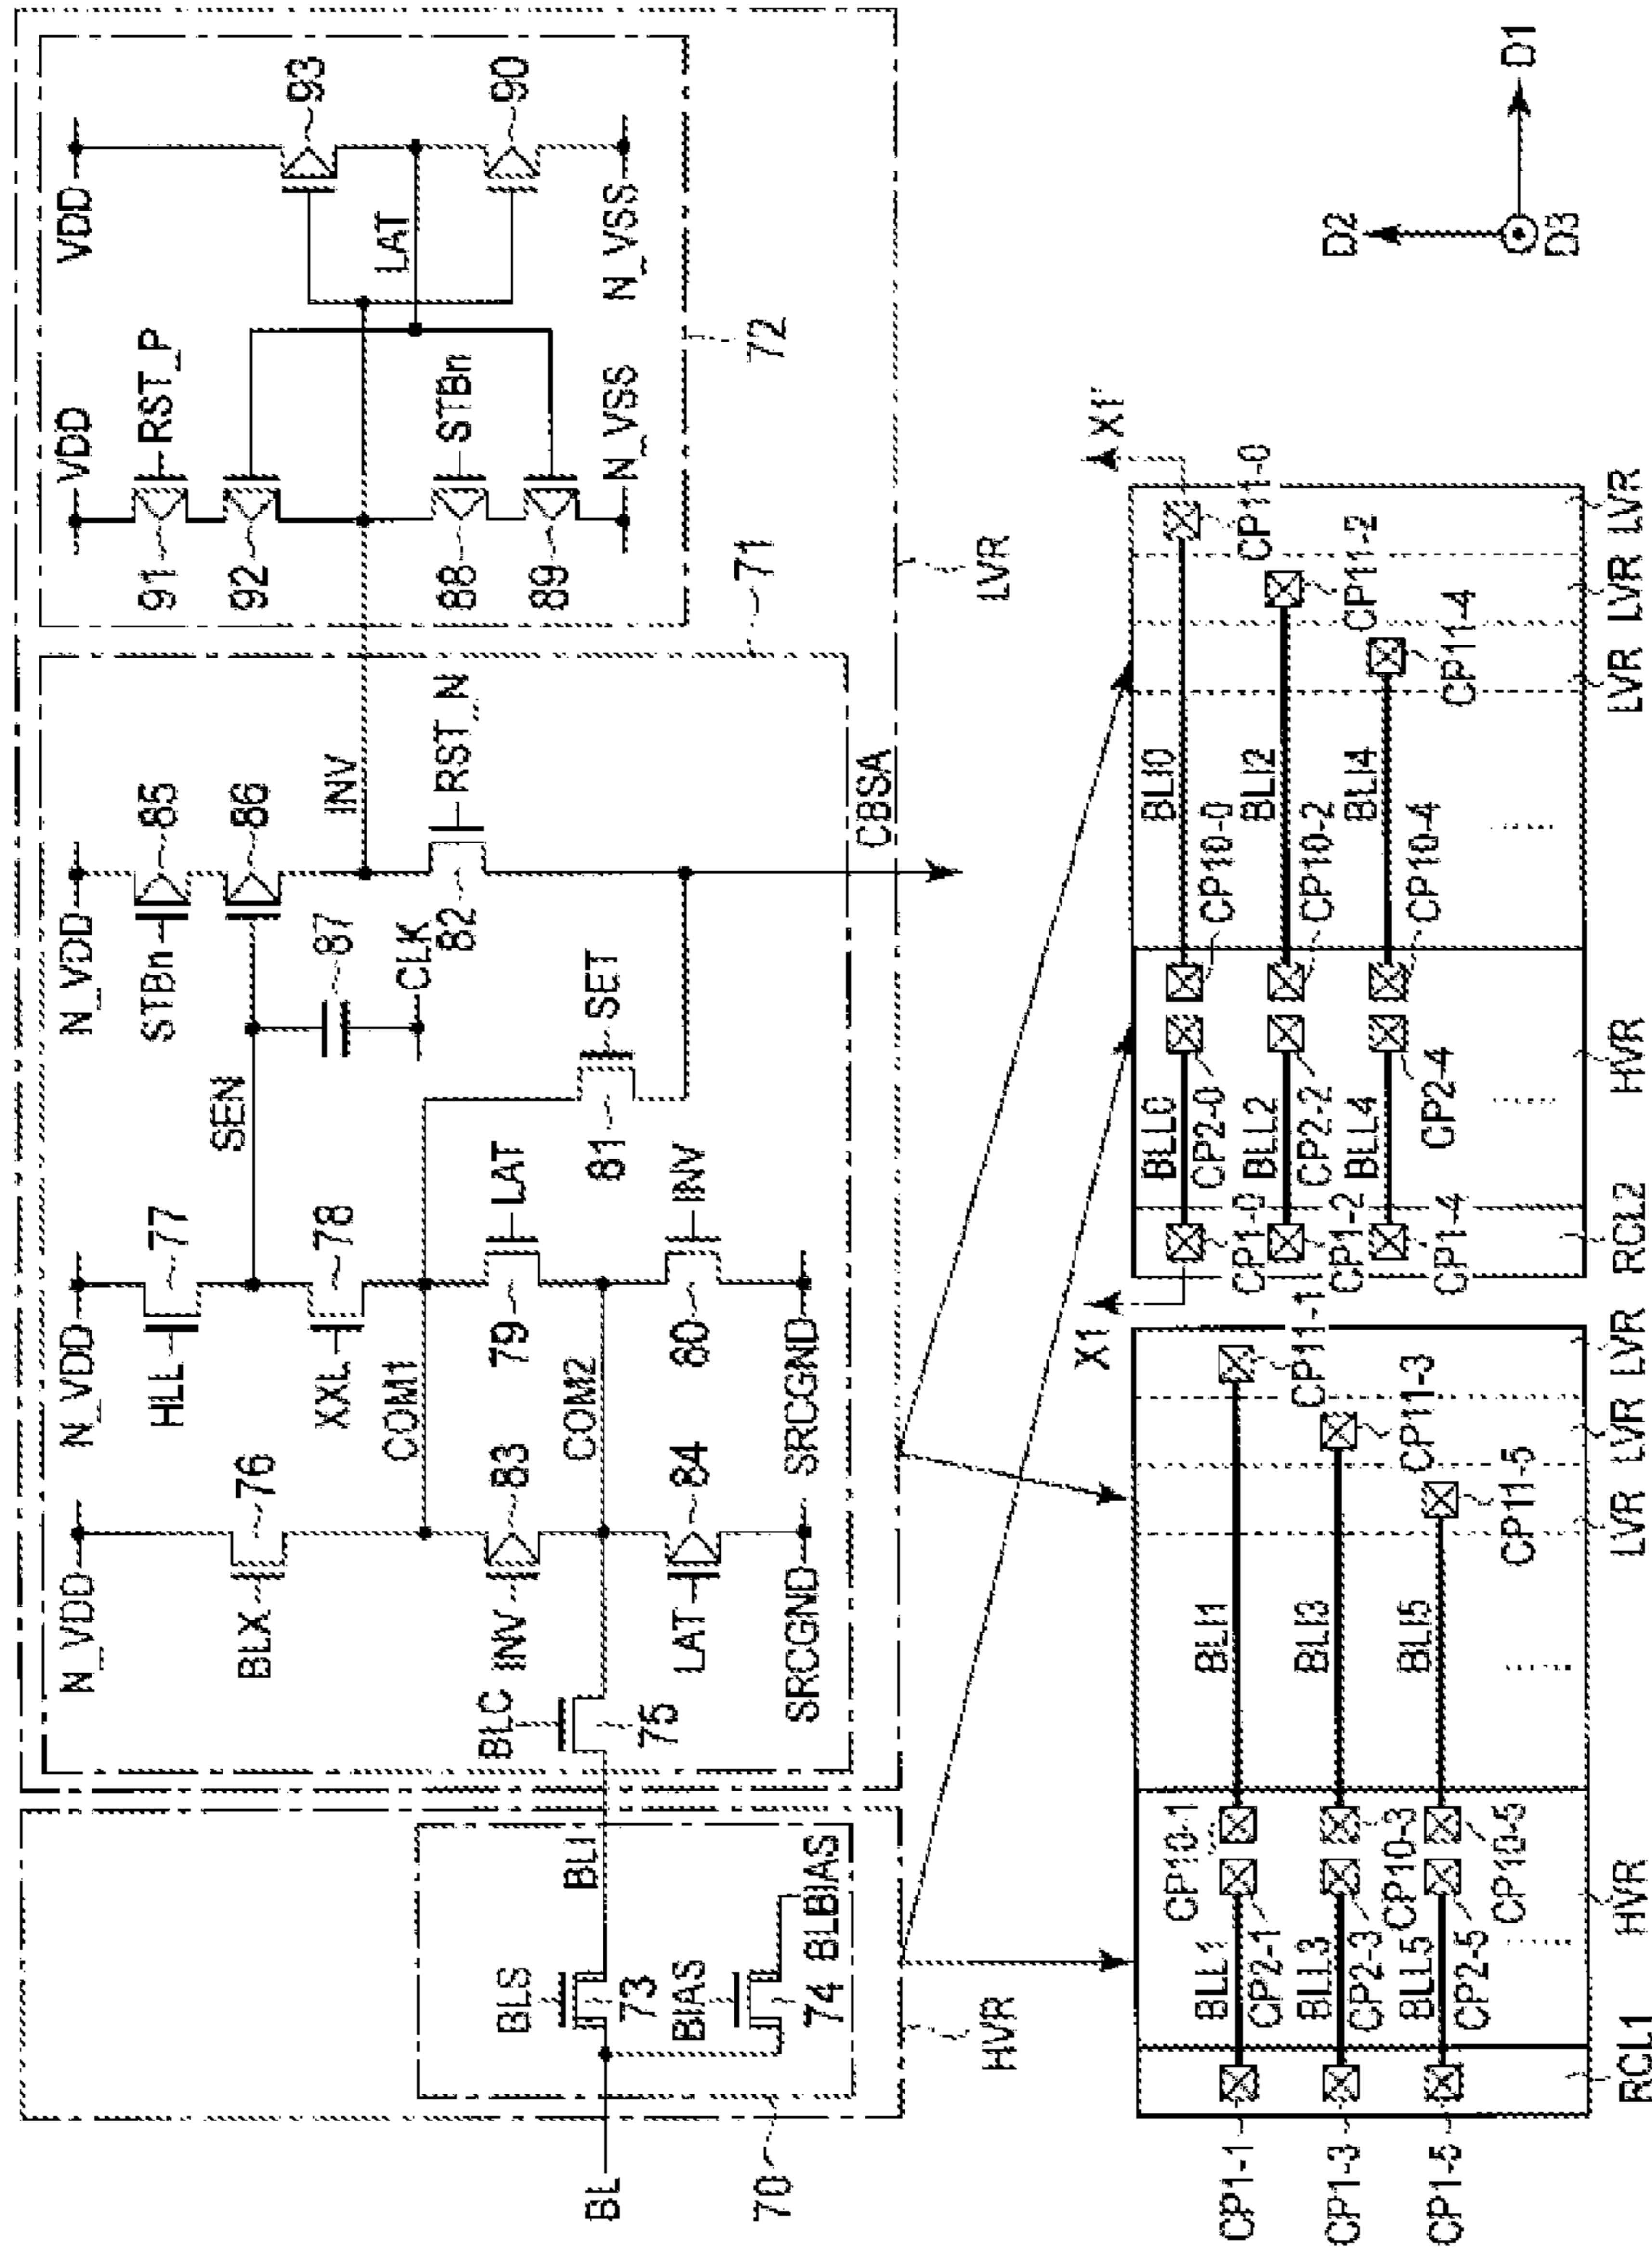 BL
70
BLS
73
BIAS
74
BLBIAS
HVR
BLI
BLC
75
N_VDD
BLX
76
INV
83
LAT
84
SRCGND
N_VDD
HLL
77
XXL
78
COM1
79
LAT
COM2
80
INV
SRCGND
SEN
81
SET
N_VDD
STBn
85
86
87
CLK
INV
82
RST_N
CBSA
71
LVR
VDD
91
RST_P
92
88
STBn
89
N_VSS
VDD
93
LAT
90
N_VSS
72
CP1-1
CP1-3
CP1-5
RCL1
BLL1
CP2-1
BLL3
CP2-3
BLL5
CP2-5
HVR
CP10-1
CP10-3
CP10-5
BLI1
BLI3
BLI5
CP11-1
CP11-3
CP11-5
LVR
LVR
LVR
X1
CP1-0
CP1-2
CP1-4
RCL2
BLL0
CP2-0
BLL2
CP2-2
BLL4
CP2-4
HVR
CP10-0
CP10-2
CP10-4
BLI0
BLI2
BLI4
CP11-0
CP11-2
CP11-4
LVR
LVR
LVR
X1'
D2
D3
D1